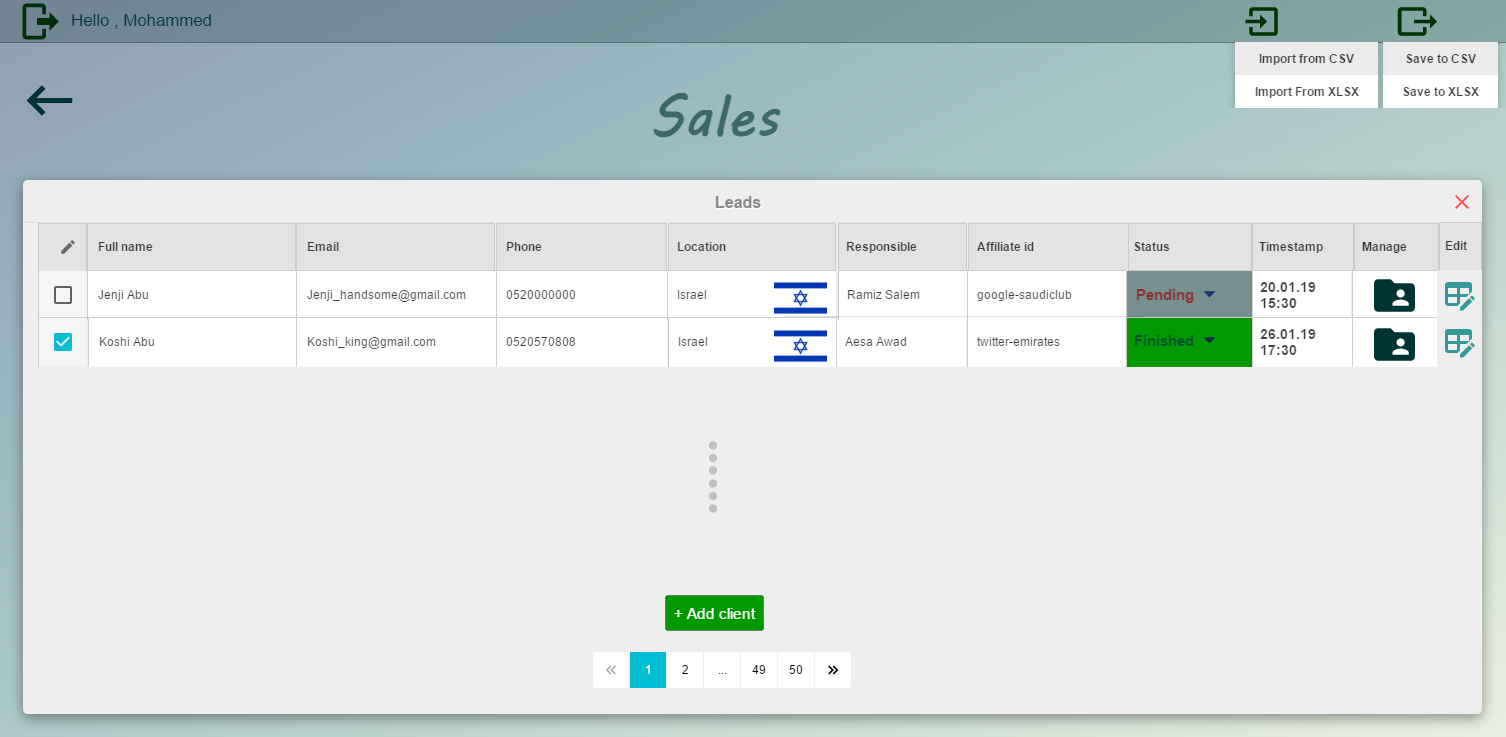 Hello , Mohammed
Import from CSV
Save to CSV
Import From XLSX
Save to XLSX
Sales
Leads
Full name Email Phone Location Responsible Affiliate id Status Timestamp Manage Edit
Jenji Abu Jenji_handsome@gmail.com 0520000000 Israel Ramiz Salem google-saudiclub Pending 20.01.19
15:30
Koshi Abu Koshi_king@gmail.com 0520570808 Israel Aesa Awad twitter-emirates Finished 26.01.19
17:30
+ Add client
« 1 2 ... 49 50 »